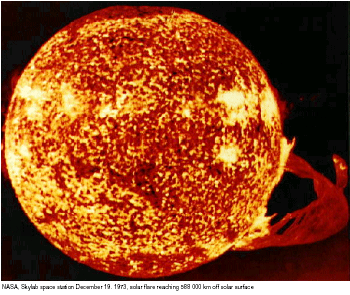 NASA, Skylab space station December 19, 1973, solar flare reaching 588 000 km off solar surface